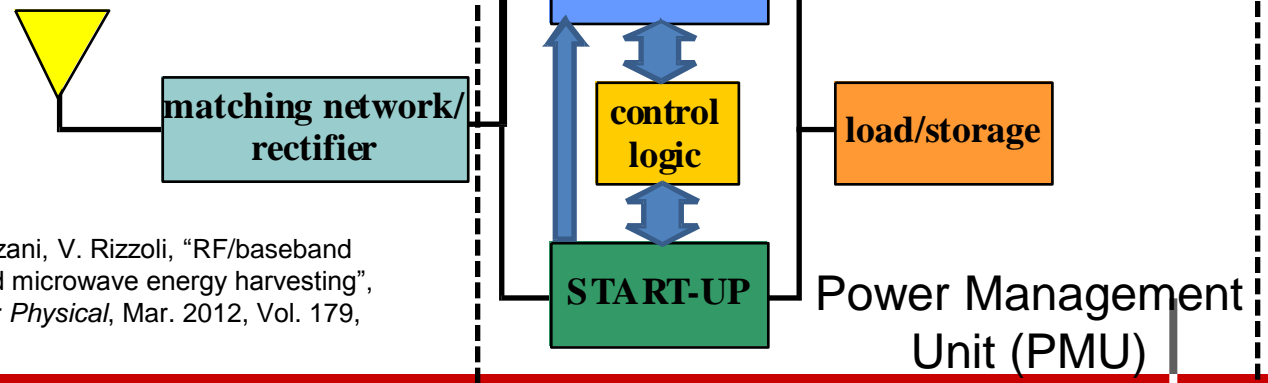 matching network/
rectifier
control
logic
load/storage
zani, V. Rizzoli, “RF/baseband
d microwave energy harvesting”,
: Physical, Mar. 2012, Vol. 179,
START-UP
Power Management
Unit (PMU)